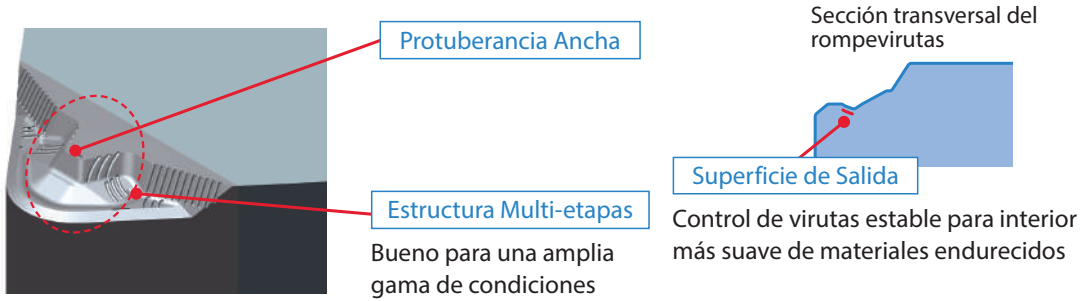 Protuberancia Ancha
Estructura Multi-etapas
Bueno para una amplia
gama de condiciones
Sección transversal del
rompevirutas
Superficie de Salida
Control de virutas estable para interior
más suave de materiales endurecidos